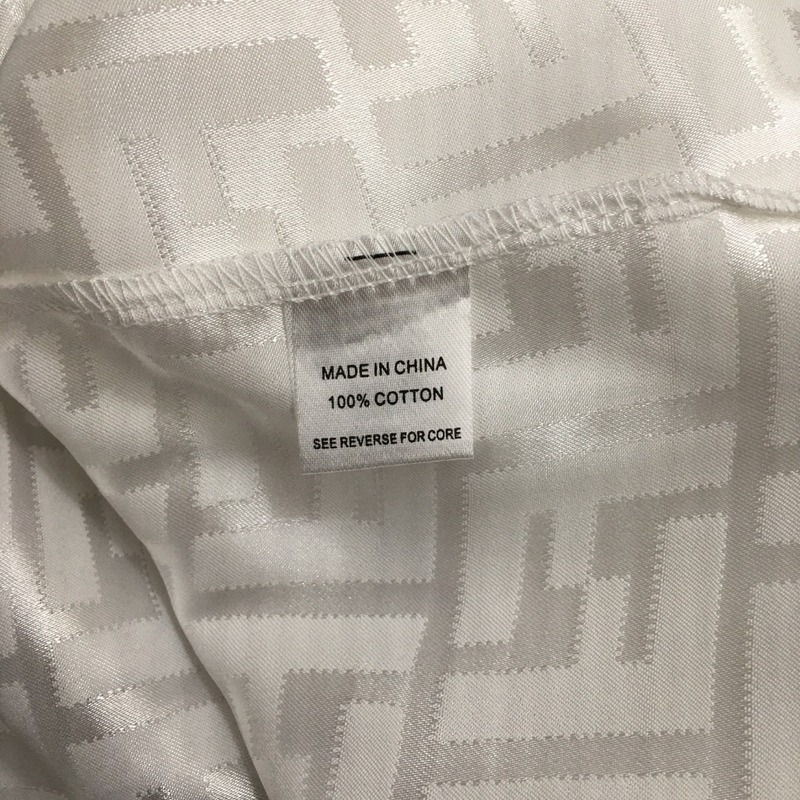 MADE IN CHINA
100% COTTON
SEE REVERSE FOR CORE